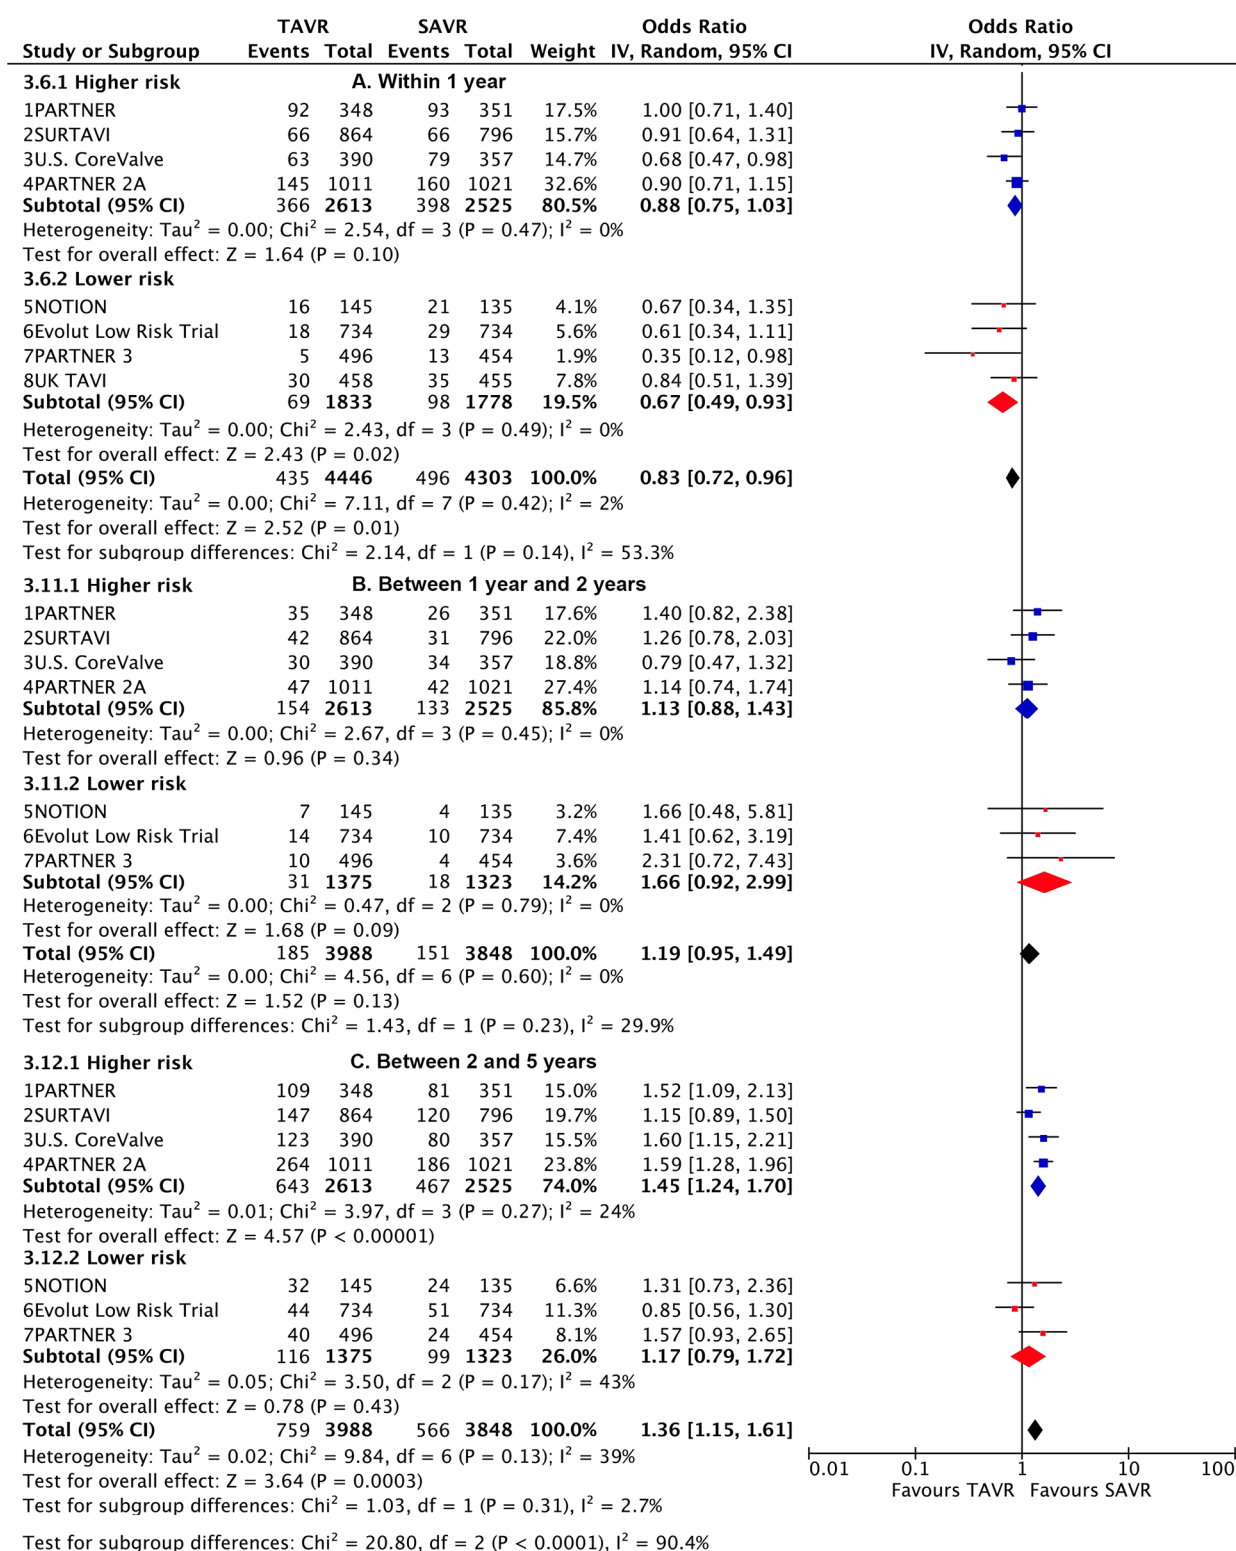 TAVR SAVR Odds Ratio Odds Ratio
Study or Subgroup Events Total Events Total Weight IV, Random, 95% CI IV, Random, 95% CI
3.6.1 Higher risk A. Within 1 year
1PARTNER 92 348 93 351 17.5% 1.00 [0.71, 1.40]
2SURTAVI 66 864 66 796 15.7% 0.91 [0.64, 1.31]
3U.S. CoreValve 63 390 79 357 14.7% 0.68 [0.47, 0.98]
4PARTNER 2A 145 1011 160 1021 32.6% 0.90 [0.71, 1.15]
Subtotal (95% CI) 366 2613 398 2525 80.5% 0.88 [0.75, 1.03]
Heterogeneity: Tau² = 0.00; Chi² = 2.54, df = 3 (P = 0.47); I² = 0%
Test for overall effect: Z = 1.64 (P = 0.10)
3.6.2 Lower risk
5NOTION 16 145 21 135 4.1% 0.67 [0.34, 1.35]
6Evolut Low Risk Trial 18 734 29 734 5.6% 0.61 [0.34, 1.11]
7PARTNER 3 5 496 13 454 1.9% 0.35 [0.12, 0.98]
8UK TAVI 30 458 35 455 7.8% 0.84 [0.51, 1.39]
Subtotal (95% CI) 69 1833 98 1778 19.5% 0.67 [0.49, 0.93]
Heterogeneity: Tau² = 0.00; Chi² = 2.43, df = 3 (P = 0.49); I² = 0%
Test for overall effect: Z = 2.43 (P = 0.02)
Total (95% CI) 435 4446 496 4303 100.0% 0.83 [0.72, 0.96]
Heterogeneity: Tau² = 0.00; Chi² = 7.11, df = 7 (P = 0.42); I² = 2%
Test for overall effect: Z = 2.52 (P = 0.01)
Test for subgroup differences: Chi² = 2.14, df = 1 (P = 0.14), I² = 53.3%
3.11.1 Higher risk B. Between 1 year and 2 years
1PARTNER 35 348 26 351 17.6% 1.40 [0.82, 2.38]
2SURTAVI 42 864 31 796 22.0% 1.26 [0.78, 2.03]
3U.S. CoreValve 30 390 34 357 18.8% 0.79 [0.47, 1.32]
4PARTNER 2A 47 1011 42 1021 27.4% 1.14 [0.74, 1.74]
Subtotal (95% CI) 154 2613 133 2525 85.8% 1.13 [0.88, 1.43]
Heterogeneity: Tau² = 0.00; Chi² = 2.67, df = 3 (P = 0.45); I² = 0%
Test for overall effect: Z = 0.96 (P = 0.34)
3.11.2 Lower risk
5NOTION 7 145 4 135 3.2% 1.66 [0.48, 5.81]
6Evolut Low Risk Trial 14 734 10 734 7.4% 1.41 [0.62, 3.19]
7PARTNER 3 10 496 4 454 3.6% 2.31 [0.72, 7.43]
Subtotal (95% CI) 31 1375 18 1323 14.2% 1.66 [0.92, 2.99]
Heterogeneity: Tau² = 0.00; Chi² = 0.47, df = 2 (P = 0.79); I² = 0%
Test for overall effect: Z = 1.68 (P = 0.09)
Total (95% CI) 185 3988 151 3848 100.0% 1.19 [0.95, 1.49]
Heterogeneity: Tau² = 0.00; Chi² = 4.56, df = 6 (P = 0.60); I² = 0%
Test for overall effect: Z = 1.52 (P = 0.13)
Test for subgroup differences: Chi² = 1.43, df = 1 (P = 0.23), I² = 29.9%
3.12.1 Higher risk C. Between 2 and 5 years
1PARTNER 109 348 81 351 15.0% 1.52 [1.09, 2.13]
2SURTAVI 147 864 120 796 19.7% 1.15 [0.89, 1.50]
3U.S. CoreValve 123 390 80 357 15.5% 1.60 [1.15, 2.21]
4PARTNER 2A 264 1011 186 1021 23.8% 1.59 [1.28, 1.96]
Subtotal (95% CI) 643 2613 467 2525 74.0% 1.45 [1.24, 1.70]
Heterogeneity: Tau² = 0.01; Chi² = 3.97, df = 3 (P = 0.27); I² = 24%
Test for overall effect: Z = 4.57 (P < 0.00001)
3.12.2 Lower risk
5NOTION 32 145 24 135 6.6% 1.31 [0.73, 2.36]
6Evolut Low Risk Trial 44 734 51 734 11.3% 0.85 [0.56, 1.30]
7PARTNER 3 40 496 24 454 8.1% 1.57 [0.93, 2.65]
Subtotal (95% CI) 116 1375 99 1323 26.0% 1.17 [0.79, 1.72]
Heterogeneity: Tau² = 0.05; Chi² = 3.50, df = 2 (P = 0.17); I² = 43%
Test for overall effect: Z = 0.78 (P = 0.43)
Total (95% CI) 759 3988 566 3848 100.0% 1.36 [1.15, 1.61]
Heterogeneity: Tau² = 0.02; Chi² = 9.84, df = 6 (P = 0.13); I² = 39%
0.01 0.1 1 10 100
Test for overall effect: Z = 3.64 (P = 0.0003)
Favours TAVR Favours SAVR
Test for subgroup differences: Chi² = 1.03, df = 1 (P = 0.31), I² = 2.7%
Test for subgroup differences: Chi² = 20.80, df = 2 (P < 0.0001), I² = 90.4%